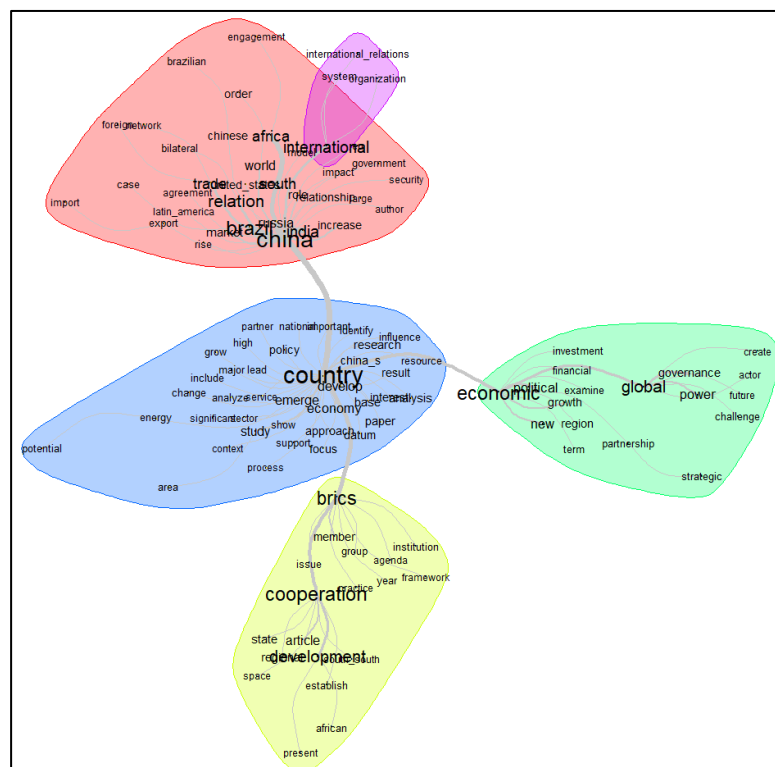 engagement
international_relations
brazilian
system
organization
order
foreign
network
chinese
africa
bilateral
international
model
world
impact
government
trade
united_states
south
security
case
agreement
role
relationship
large
import
relation
latin_america
author
export
brazil
russia
increase
market
india
rise
china
partner
national
important
identify
influence
high
research
grow
policy
china_s
resource
major
lead
country
result
include
develop
change
analyze
service
emerge
interest
analysis
economy
base
energy
significant
sector
show
paper
study
approach
datum
support
focus
potential
context
process
area
investment
create
financial
governance
actor
economic
political
examine
global
power
future
growth
challenge
new
region
partnership
term
strategic
brics
member
group
institution
issue
agenda
practice
year
framework
cooperation
state
article
regional
development
south_south
space
establish
african
present